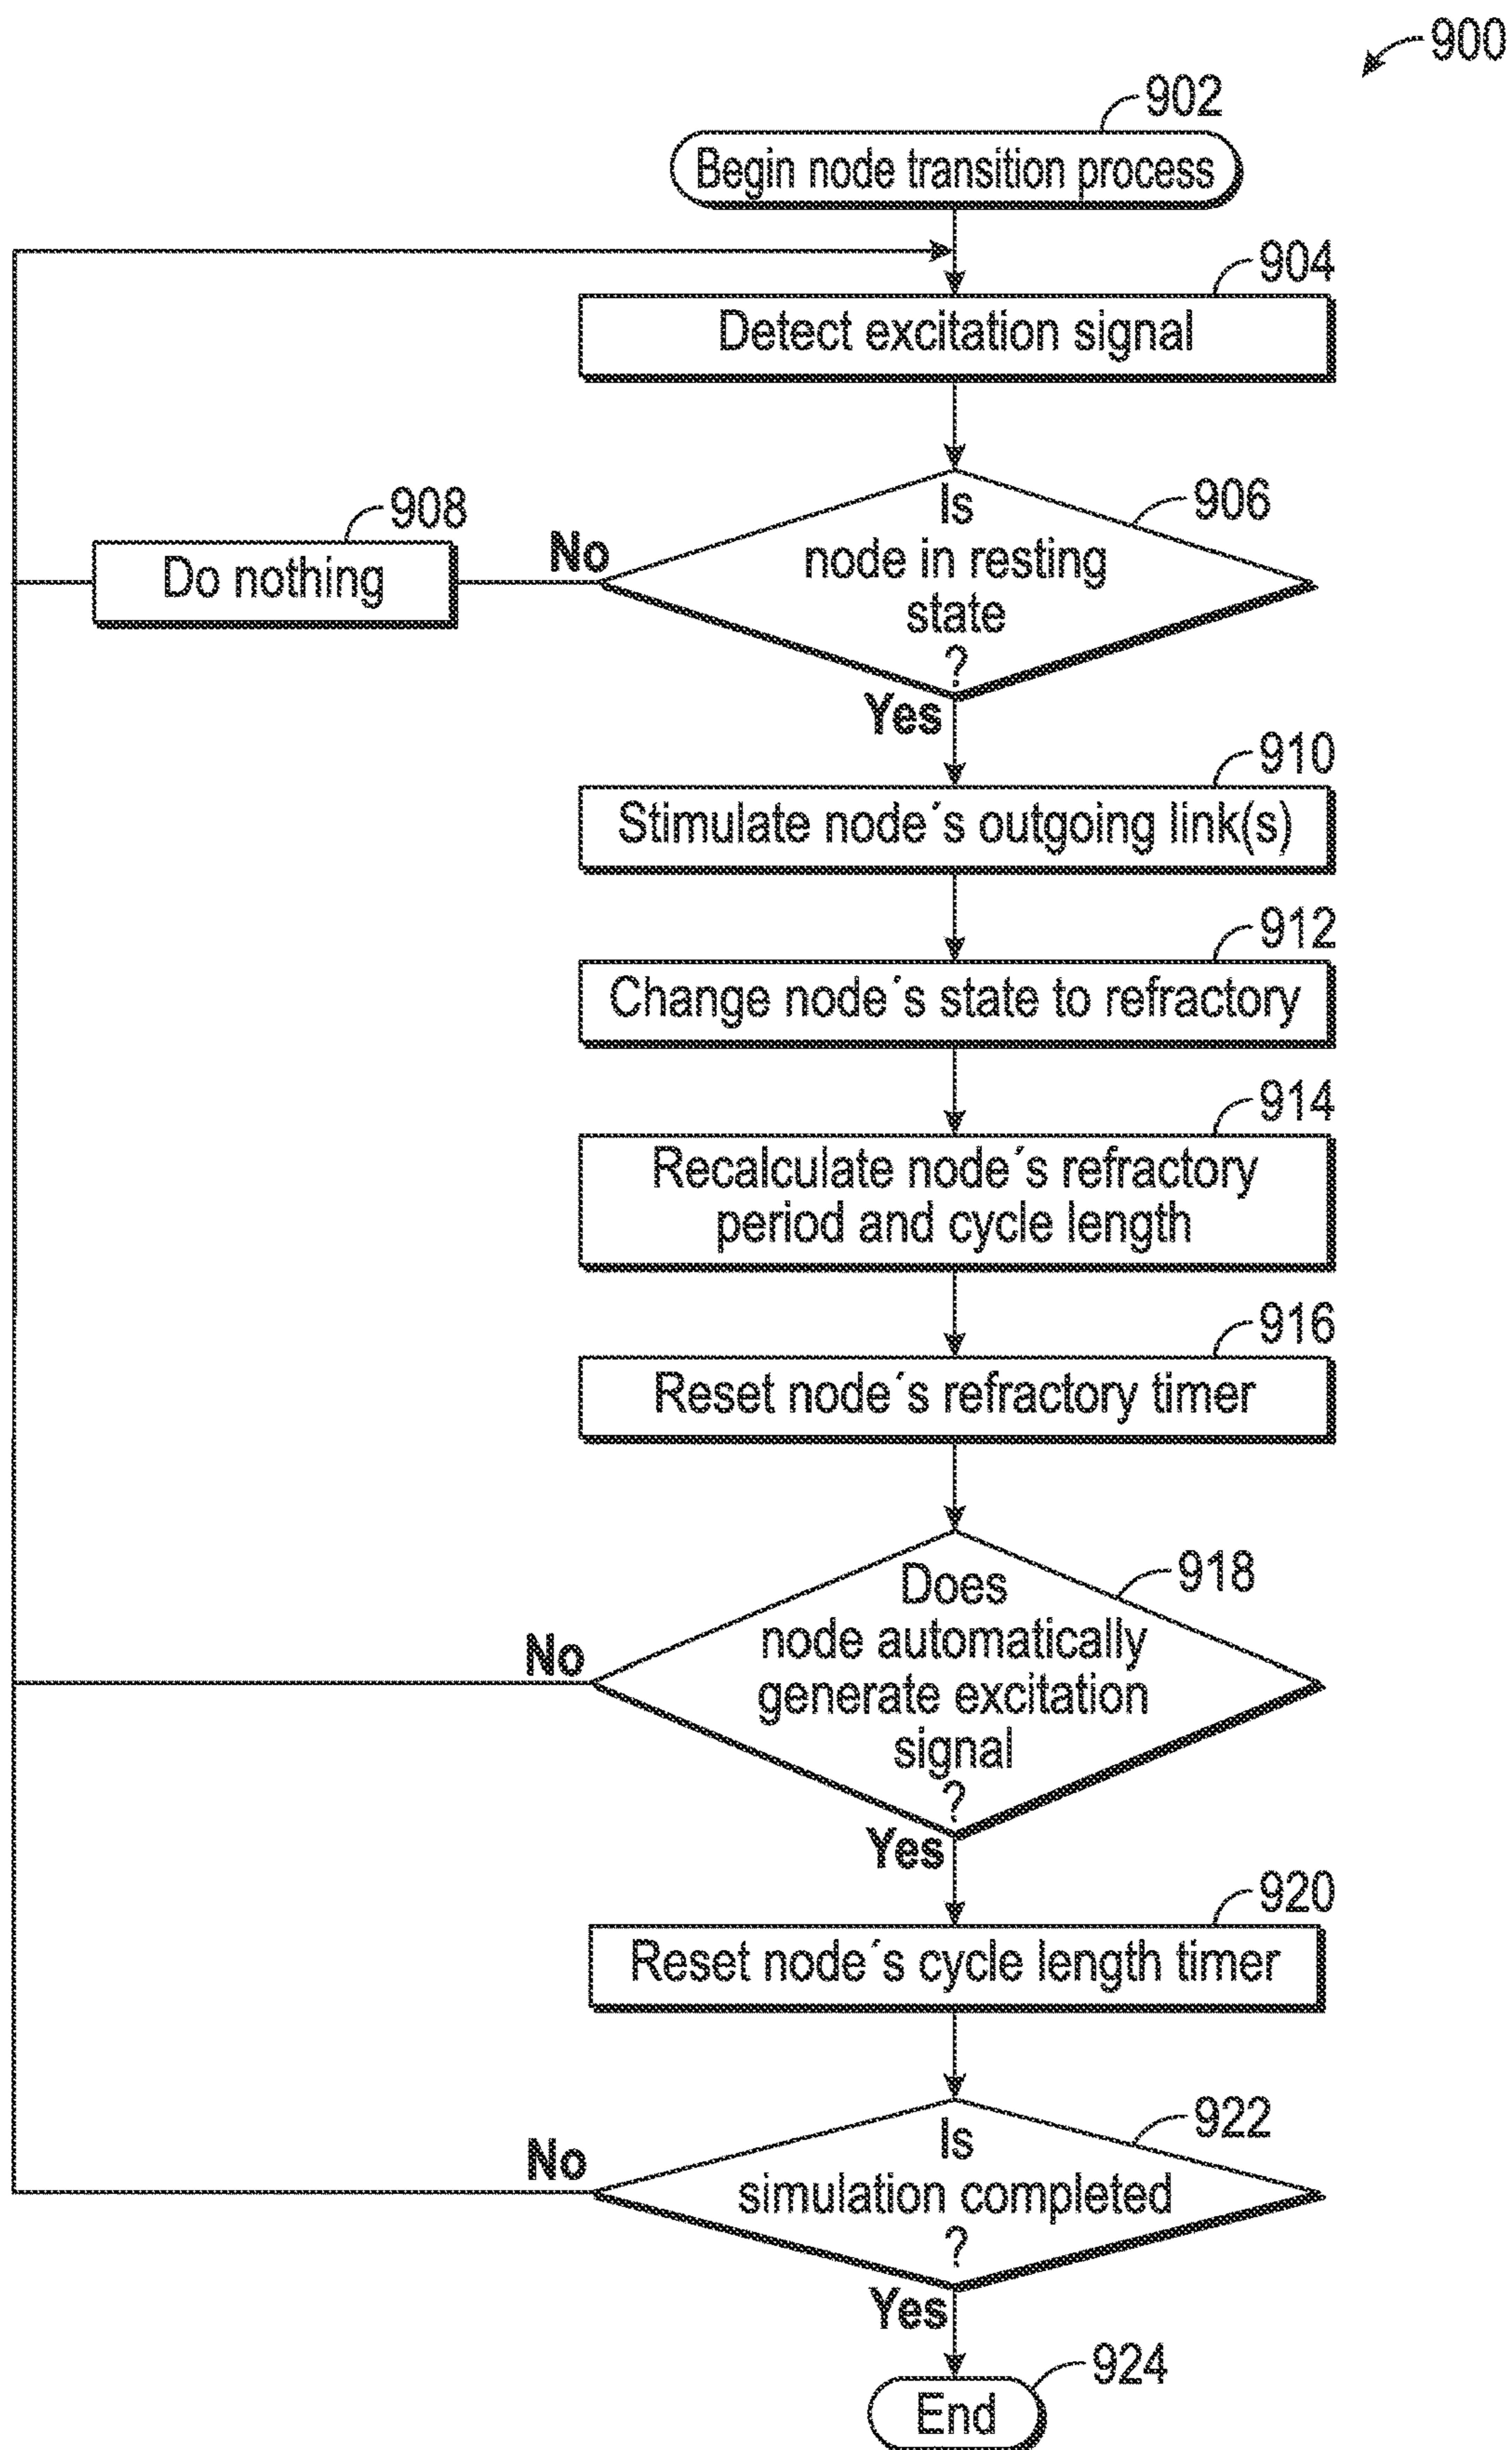 900
902
Begin node transition process
904
Detect excitation signal
906
Is
node in resting
state
?
No
908
Do nothing
Yes
910
Stimulate node´s outgoing link(s)
912
Change node´s state to refractory
914
Recalculate node´s refractory
period and cycle length
916
Reset node´s refractory timer
918
Does
node automatically
generate excitation
signal
?
No
Yes
920
Reset node´s cycle length timer
922
Is
simulation completed
?
No
Yes
924
End